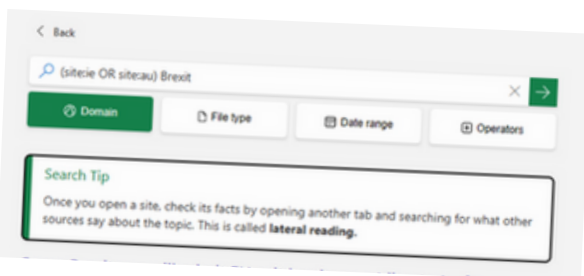 Back
(site:ie OR site:au) Brexit
Domain
File type
Date range
Operators
Search Tip
Once you open a site, check its facts by opening another tab and searching for what other
sources say about the topic. This is called lateral reading.